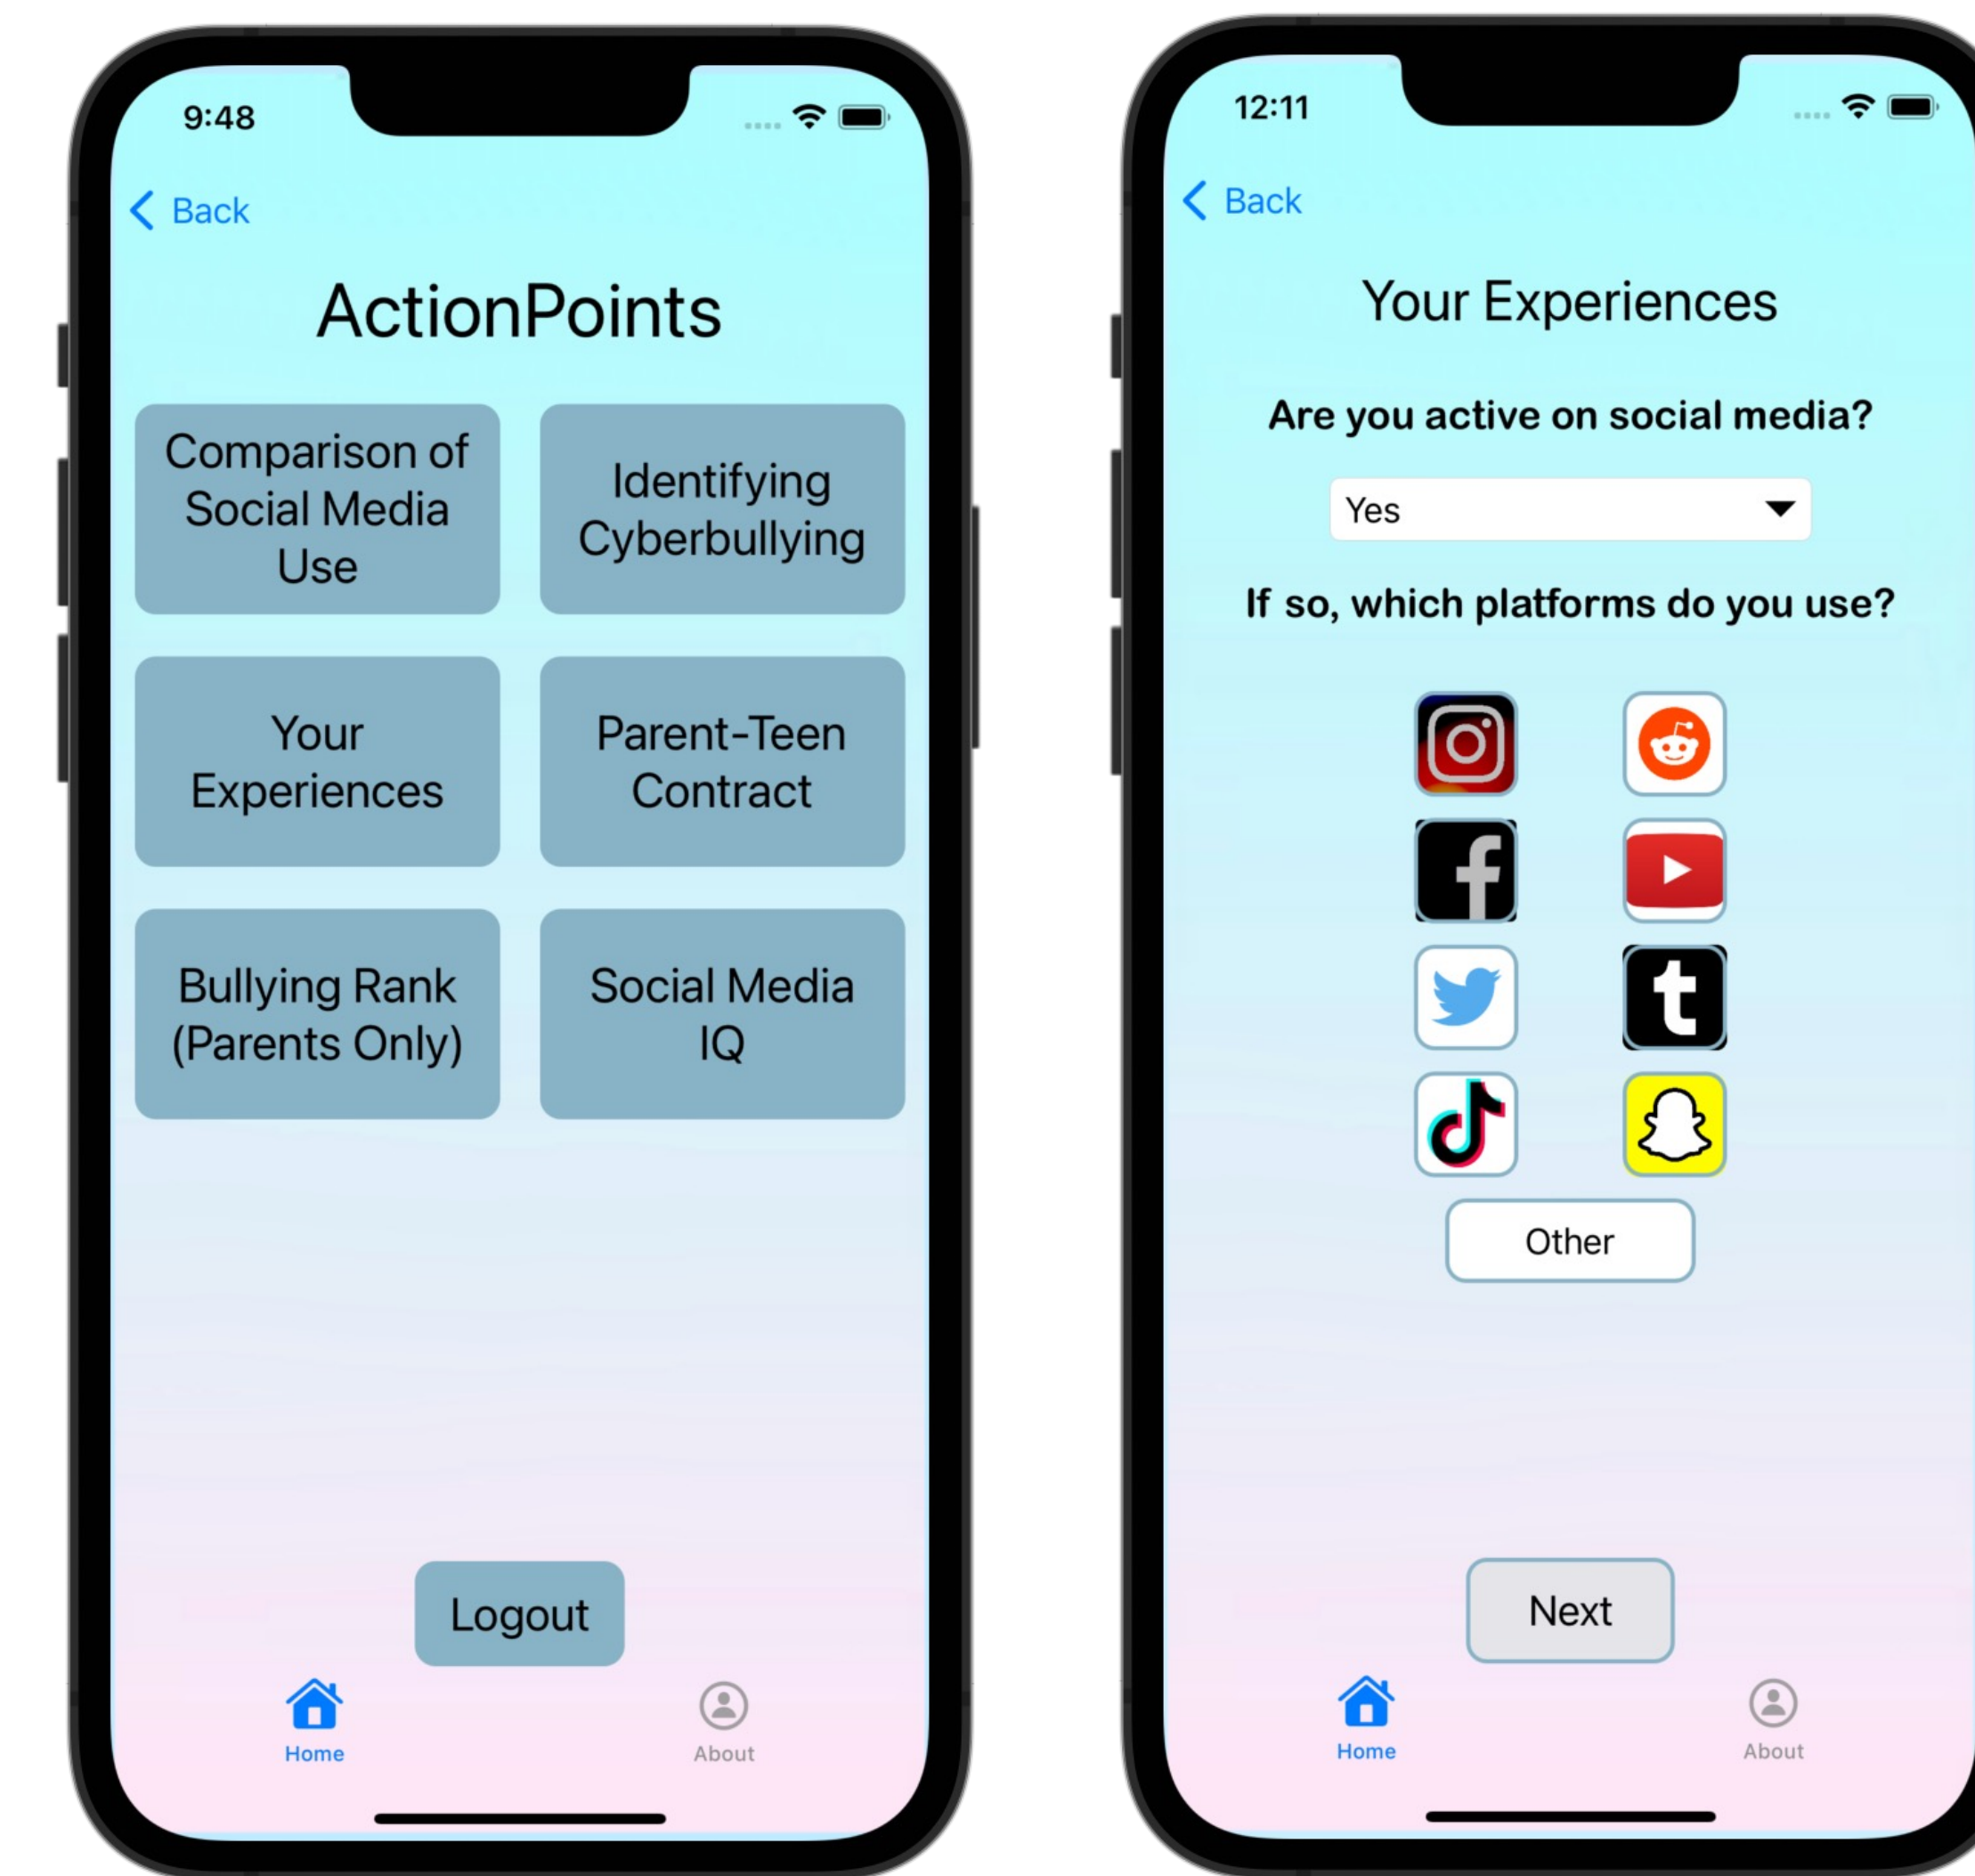 9:48
Back
ActionPoints
Comparison of
Social Media
Use
Identifying
Cyberbullying
Your
Experiences
Parent-Teen
Contract
Bullying Rank
(Parents Only)
Social Media
IQ
Logout
Home
About
12:11
Back
Your Experiences
Are you active on social media?
Yes
If so, which platforms do you use?
f
t
Other
Next
Home
About